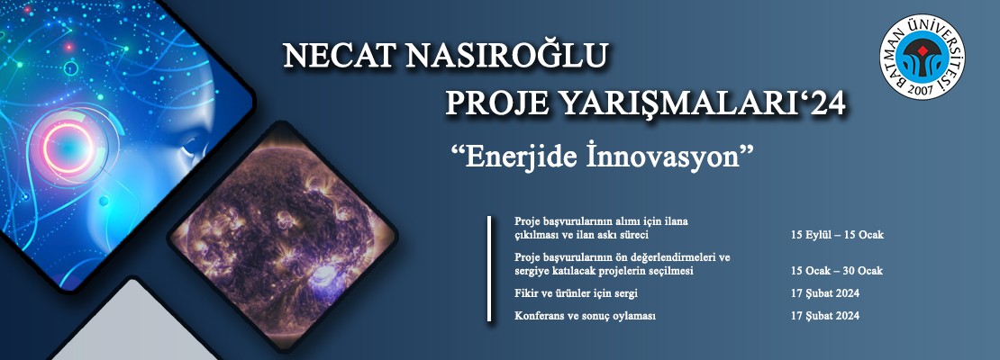 NECAT NASIROĞLU
PROJE YARIŞMALARI‘24
“Enerjide İnnovasyon”
BATMAN ÜNİVERSİTESİ
2007
Proje başvurularının alımı için ilana
çıkılması ve ilan askı süreci 15 Eylül – 15 Ocak
Proje başvurularının ön değerlendirmeleri ve
sergiye katılacak projelerin seçilmesi 15 Ocak – 30 Ocak
Fikir ve ürünler için sergi 17 Şubat 2024
Konferans ve sonuç oylaması 17 Şubat 2024